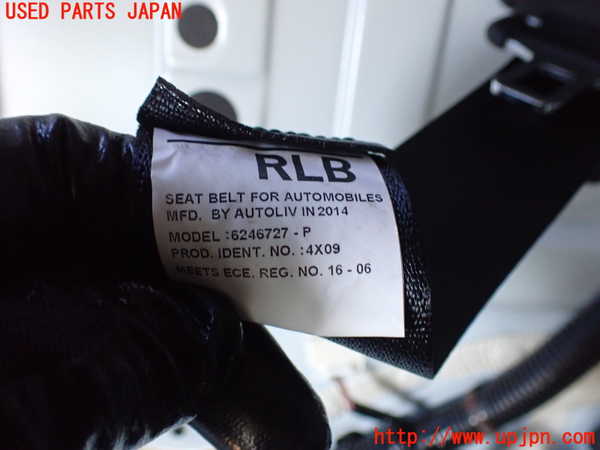 USED PARTS JAPAN
RLB
SEAT BELT FOR AUTOMOBILES
MFD. BY AUTOLIV IN 2014
MODEL :6246727 - P
PROD. IDENT. NO. :4X09
MEETS ECE. REG. NO. 16 - 06
http://www.upjpn.com